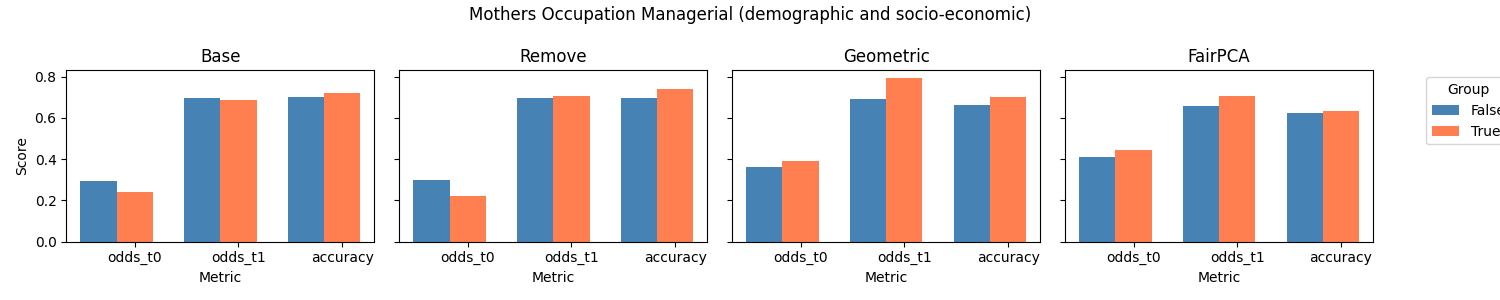 Mothers Occupation Managerial (demographic and socio-economic)
Base
Remove
Geometric
FairPCA
Score
0.8
0.6
0.4
0.2
0.0
odds_t0 odds_t1 accuracy
odds_t0 odds_t1 accuracy
odds_t0 odds_t1 accuracy
odds_t0 odds_t1 accuracy
Metric
Metric
Metric
Metric
Group
False
True